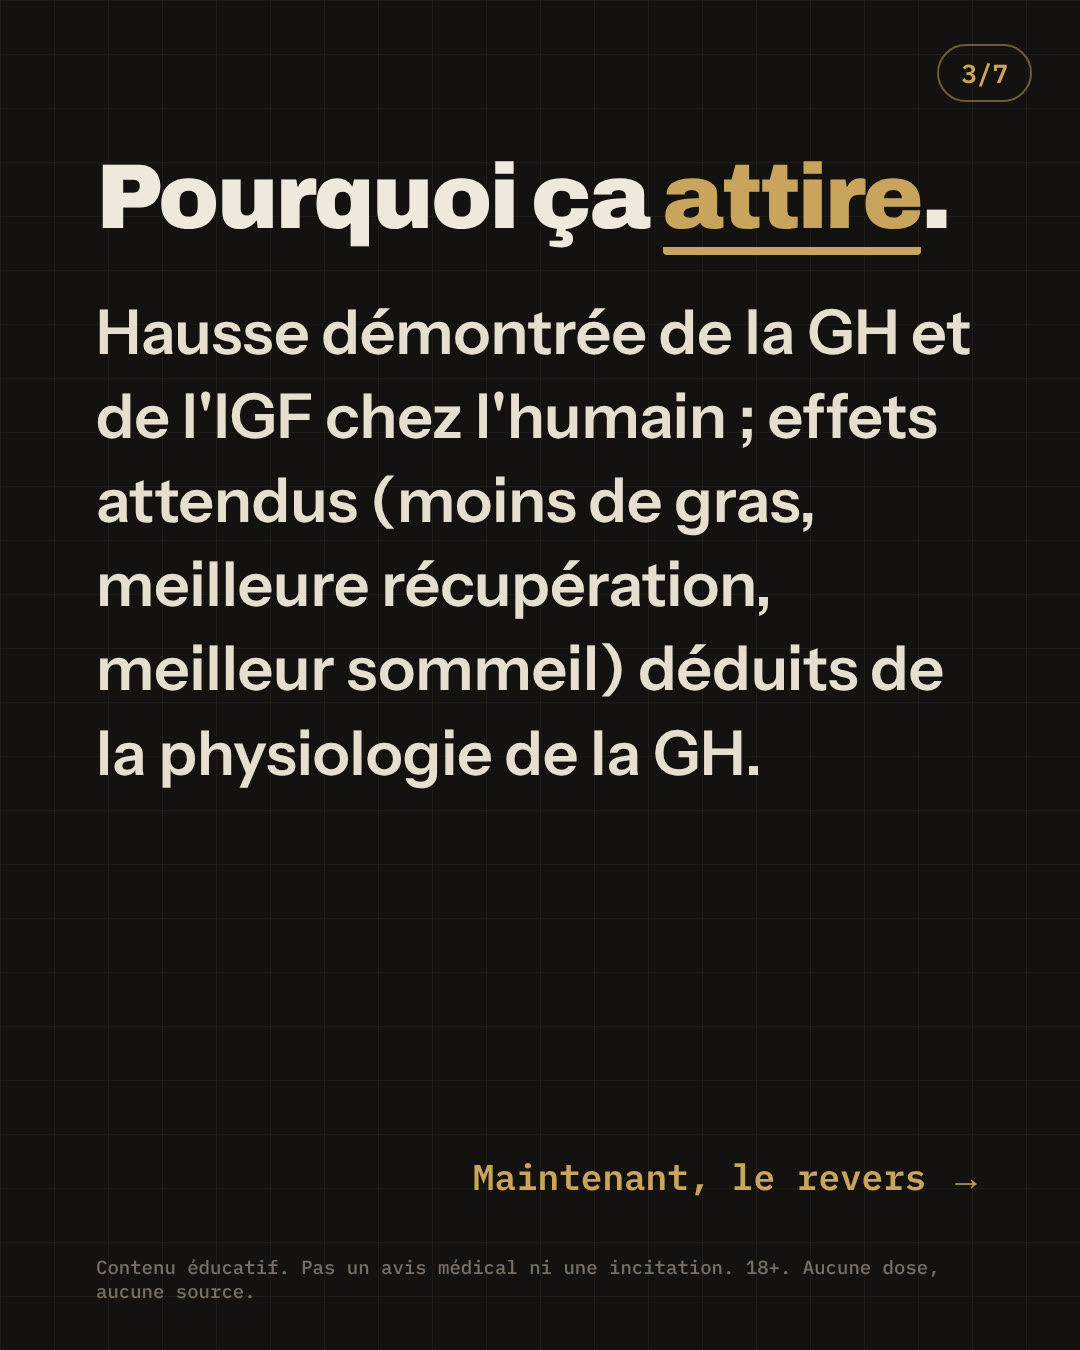 3/7
Pourquoi ça attire.
Hausse démontrée de la GH et
de l'IGF chez l'humain ; effets
attendus (moins de gras,
meilleure récupération,
meilleur sommeil) déduits de
la physiologie de la GH.
Maintenant, le revers →
Contenu éducatif. Pas un avis médical ni une incitation. 18+. Aucune dose,
aucune source.